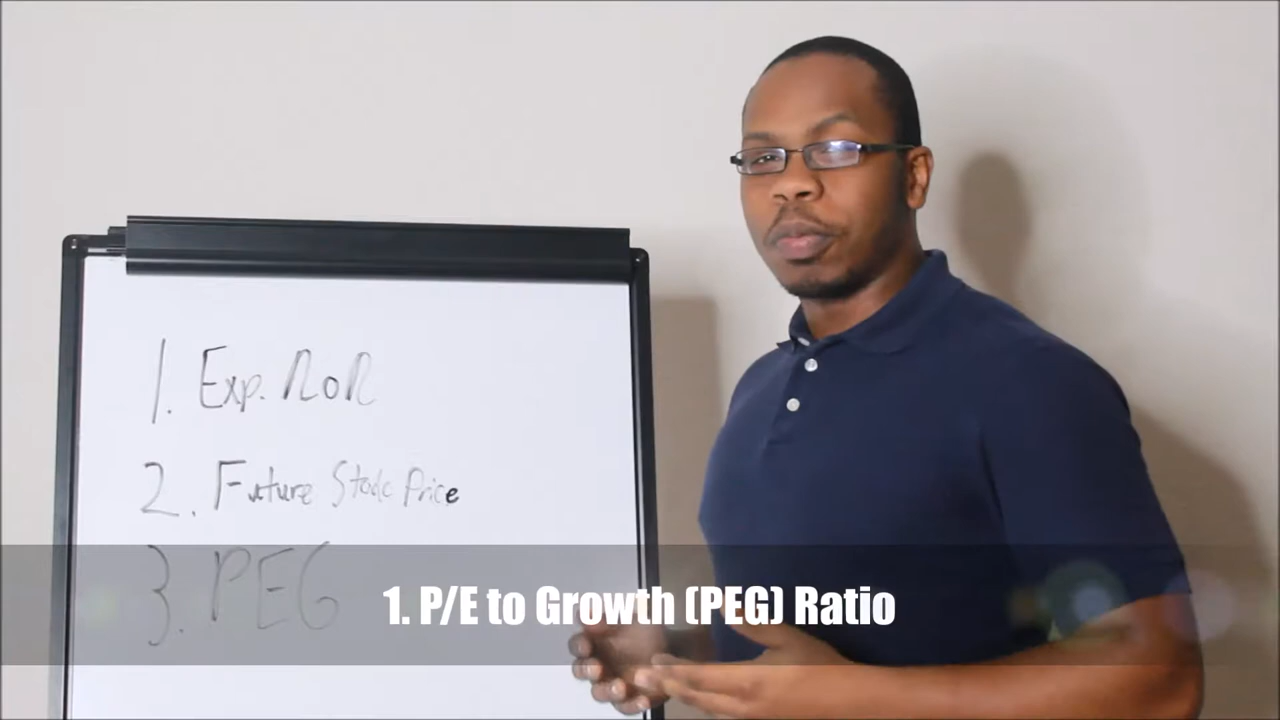 1. Exp. RoR
2. Future Stock Price
3. PEG
1. P/E to Growth (PEG) Ratio